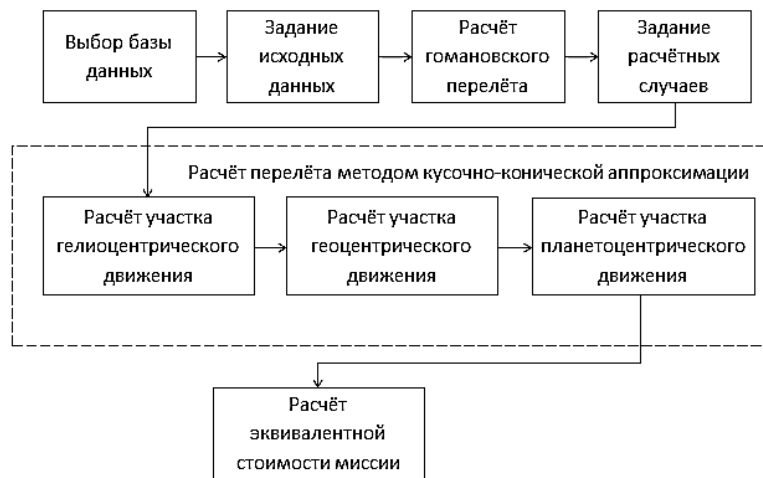 Выбор базы
данных
Задание
исходных
данных
Расчёт
гомановского
перелёта
Задание
расчётных
случаев
Расчёт перелёта методом кусочно-конической аппроксимации
Расчёт участка
гелиоцентрического
движения
Расчёт участка
геоцентрического
движения
Расчёт участка
планетоцентрического
движения
Расчёт
эквивалентной
стоимости миссии